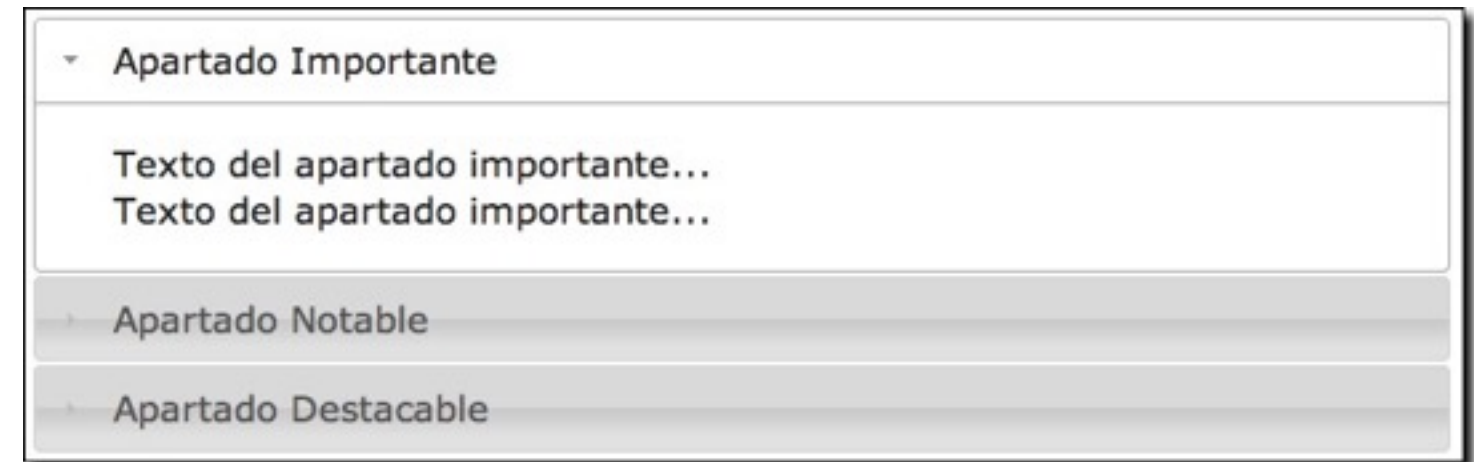 Apartado Importante
Texto del apartado importante...
Texto del apartado importante...
Apartado Notable
Apartado Destacable